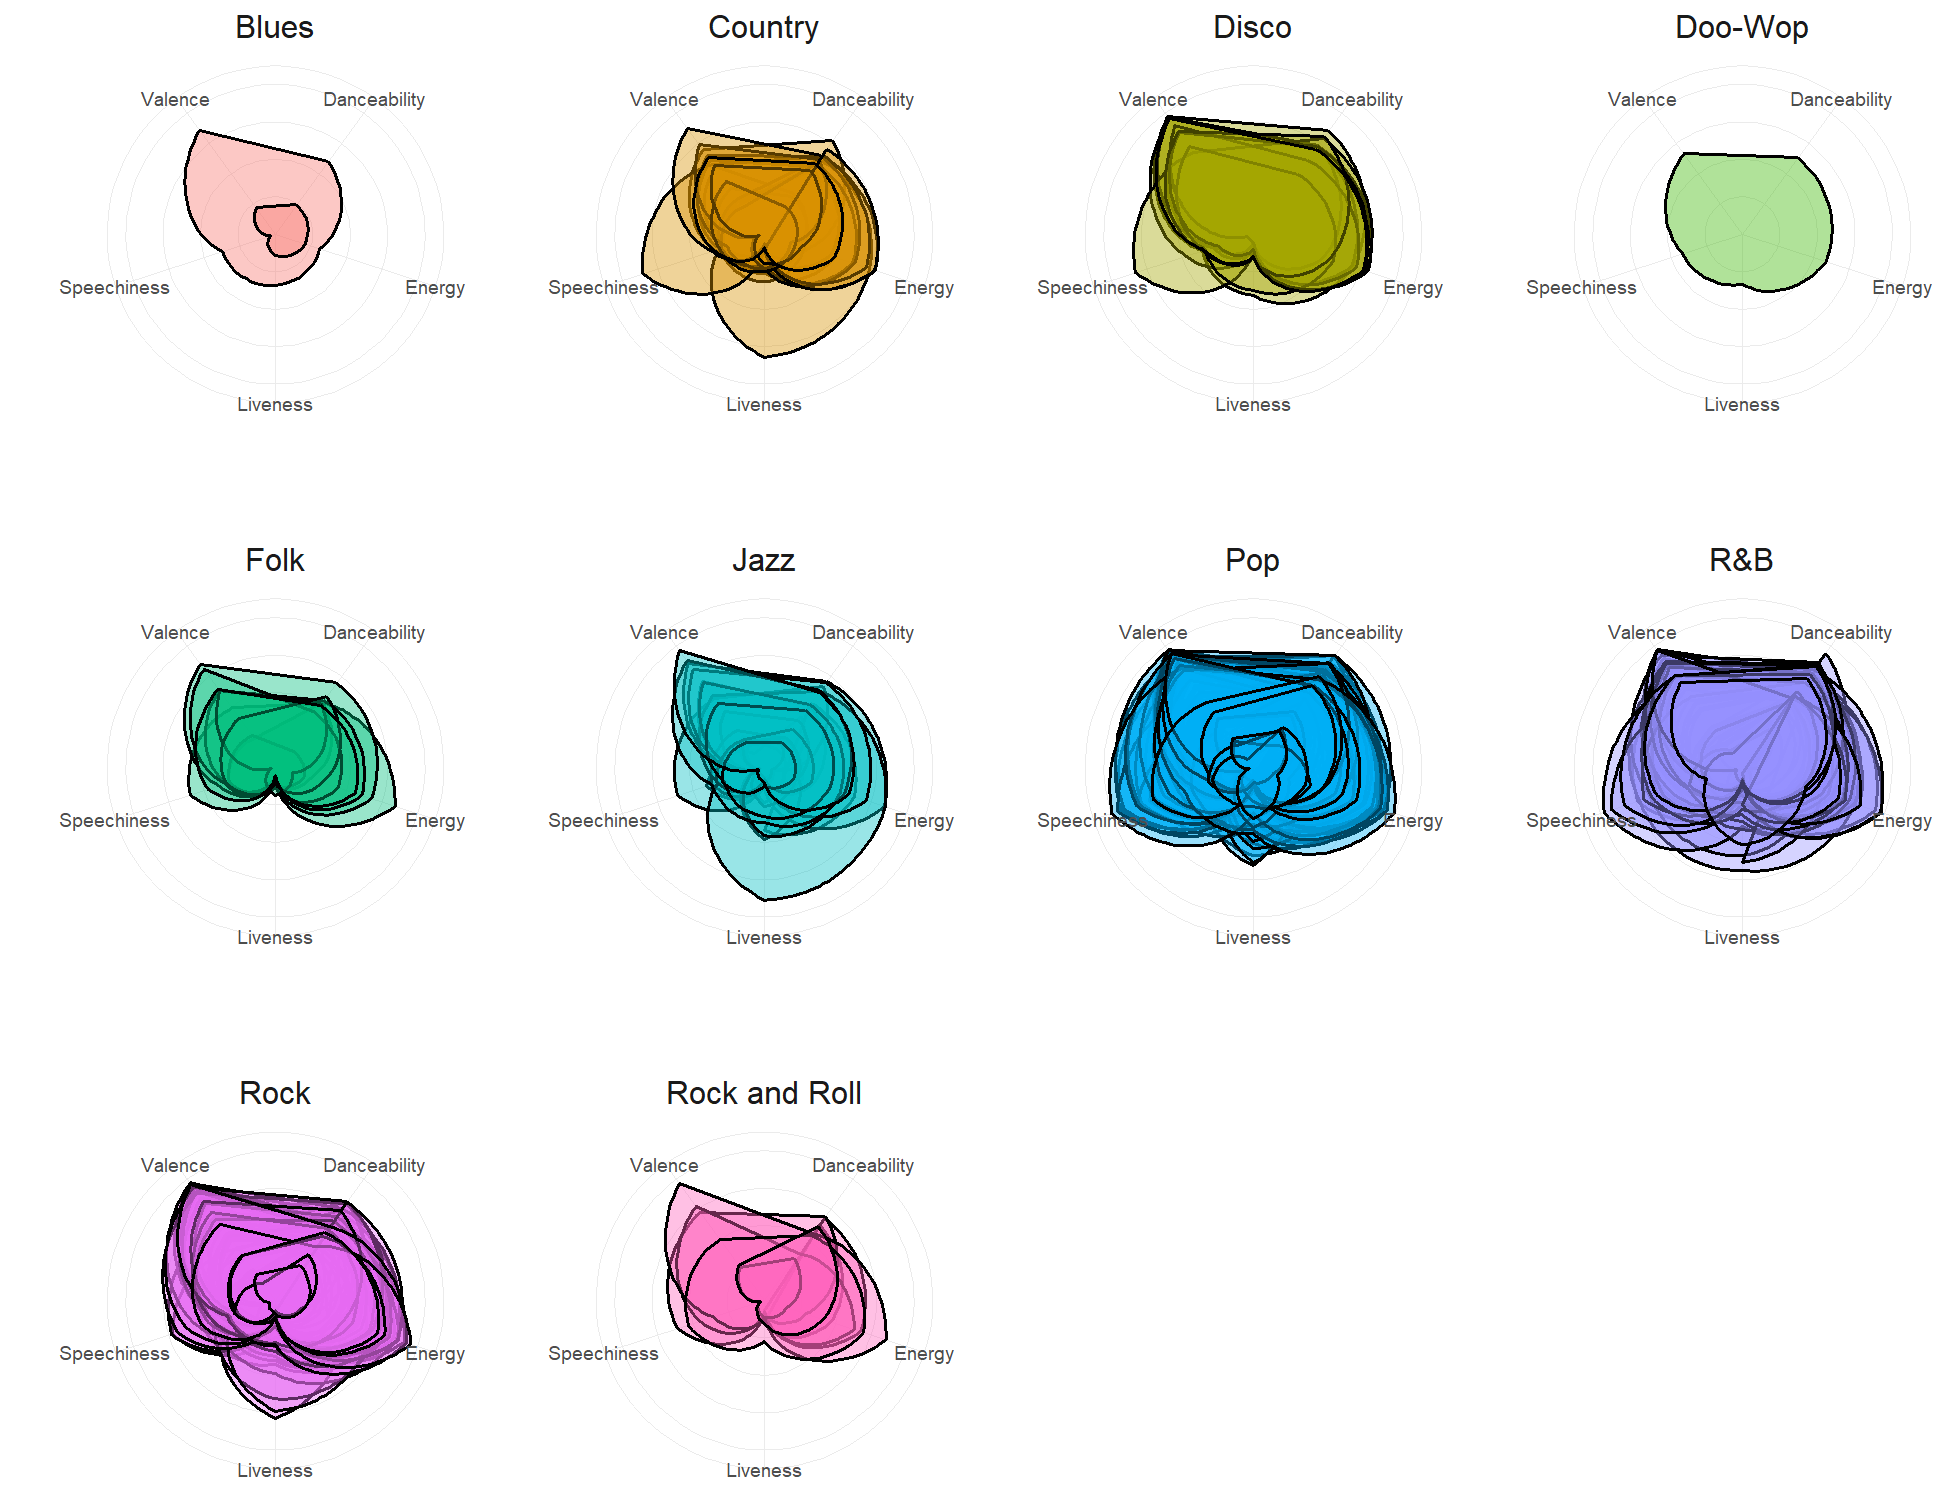 Blues
Country
Disco
Doo-Wop
Valence
Danceability
Valence
Danceability
Valence
Danceability
Valence
Danceability
Speechiness
Energy
Speechiness
Energy
Speechiness
Energy
Speechiness
Energy
Liveness
Liveness
Liveness
Liveness
Folk
Jazz
Pop
R&B
Valence
Danceability
Valence
Danceability
Valence
Danceability
Valence
Danceability
Speechiness
Energy
Speechiness
Energy
Speechiness
Energy
Speechiness
Energy
Liveness
Liveness
Liveness
Liveness
Rock
Rock and Roll
Valence
Danceability
Valence
Danceability
Speechiness
Energy
Speechiness
Energy
Liveness
Liveness